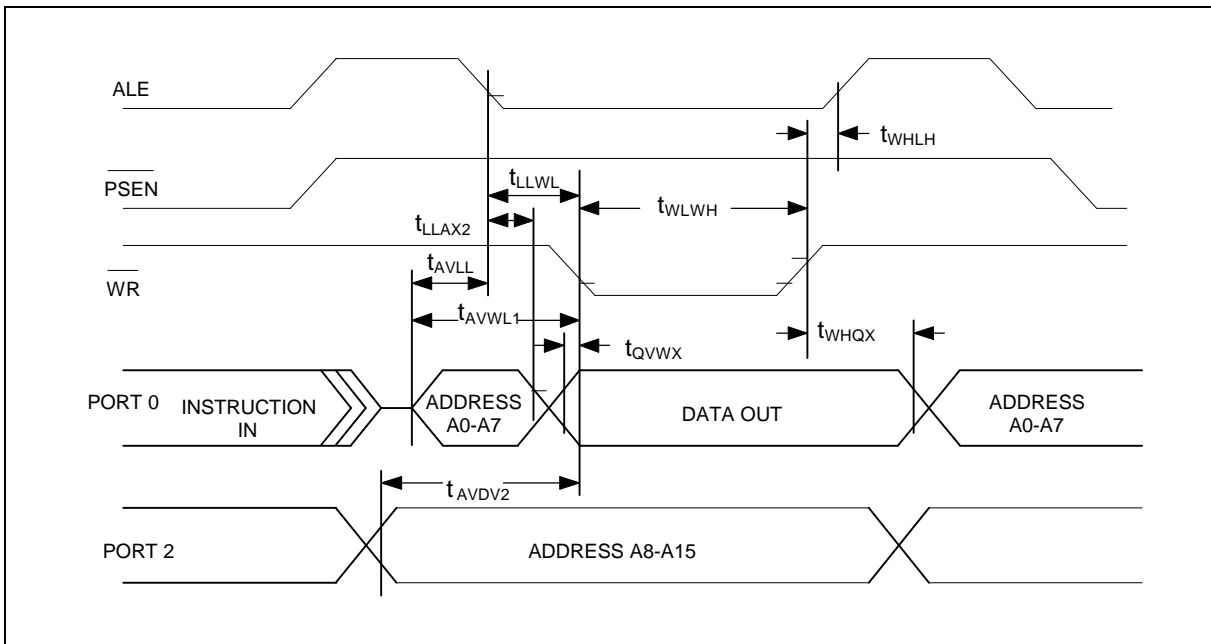 ALE
tWHLH
PSEN
tLLWL
tWLWH
tLLAX2
tAVLL
WR
tAVWL1
tWHQX
tQVWX
PORT 0
INSTRUCTION
IN
ADDRESS
A0-A7
DATA OUT
ADDRESS
A0-A7
tAVDV2
PORT 2
ADDRESS A8-A15